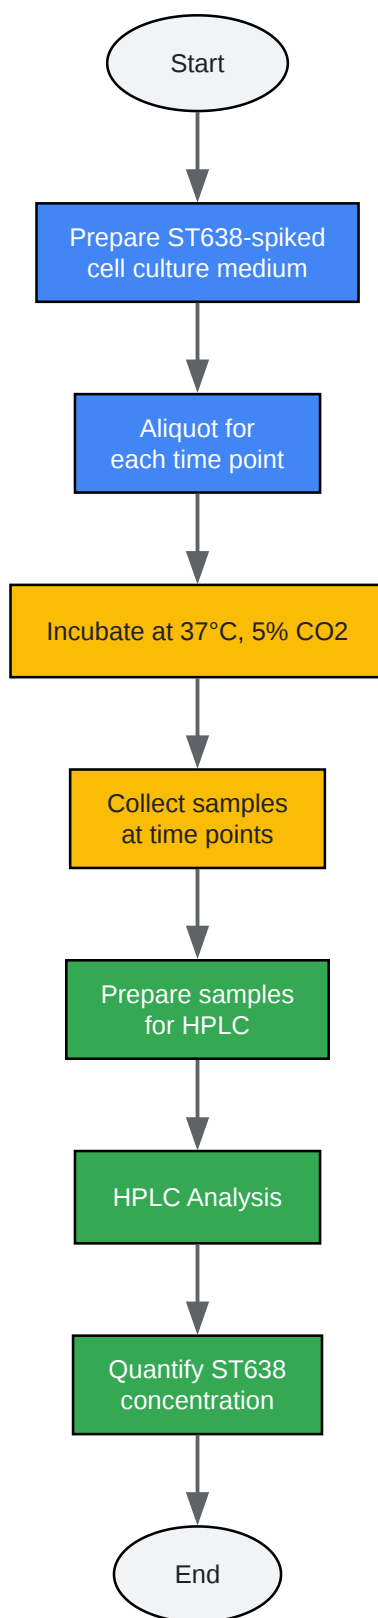 Start
Prepare ST638-spiked
cell culture medium
Aliquot for
each time point
Incubate at 37°C, 5% CO2
Collect samples
at time points
Prepare samples
for HPLC
HPLC Analysis
Quantify ST638
concentration
End